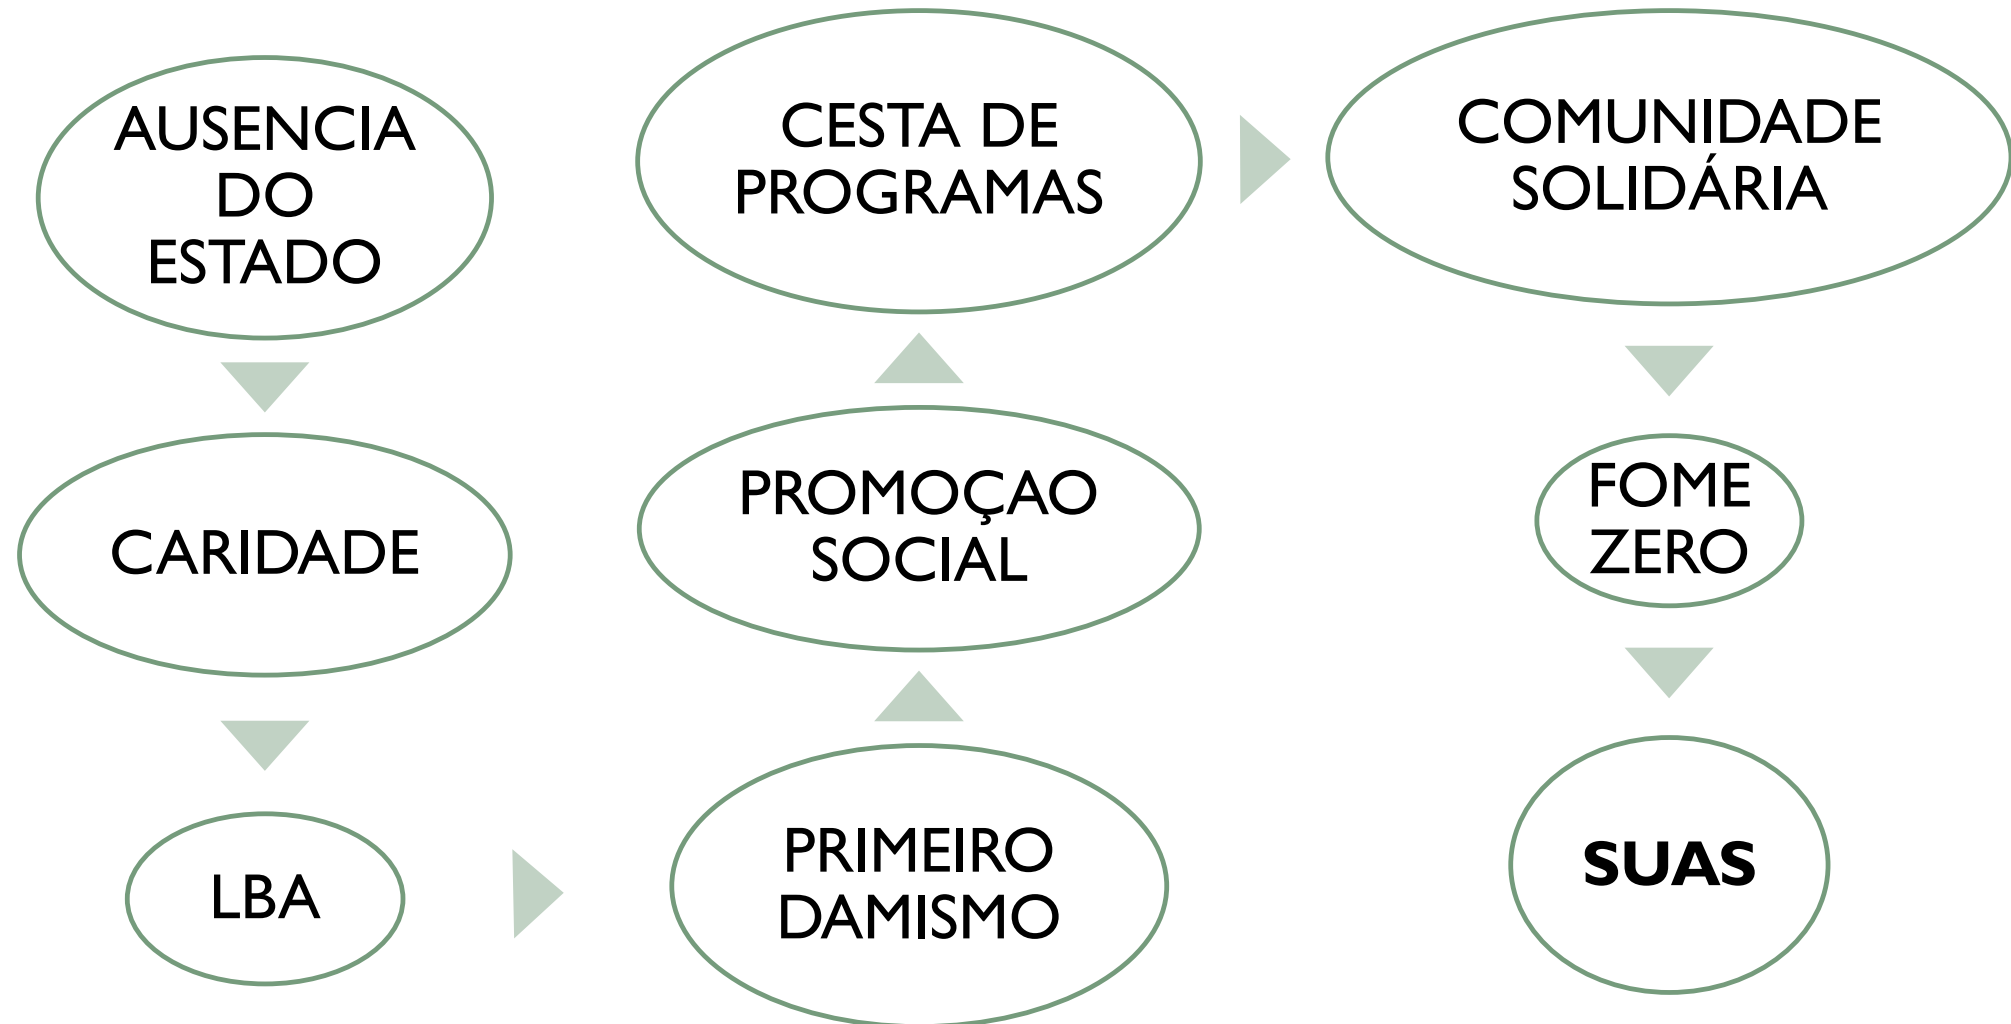 AUSENCIA
DO
ESTADO
CARIDADE
LBA
PRIMEIRO
DAMISMO
PROMOÇAO
SOCIAL
CESTA DE
PROGRAMAS
COMUNIDADE
SOLIDÁRIA
FOME
ZERO
SUAS